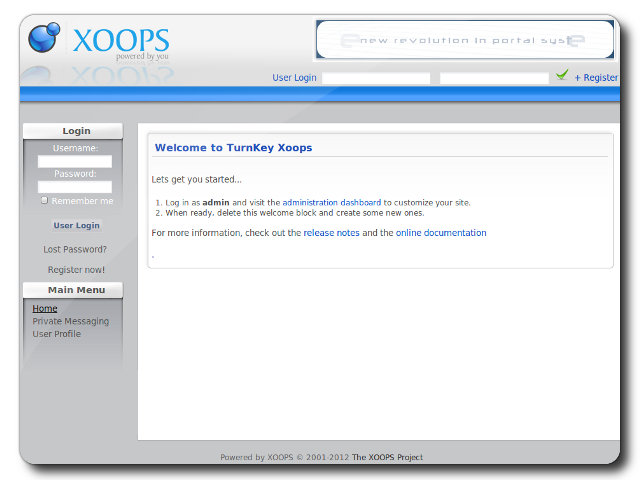 XOOPS
powered by you
new revolution in portal syst
User Login
+ Register
Login
Username:
Password:
Remember me
User Login
Lost Password?
Register now!
Main Menu
Home
Private Messaging
User Profile
Welcome to TurnKey Xoops
Lets get you started...
1. Log in as admin and visit the administration dashboard to customize your site.
2. When ready, delete this welcome block and create some new ones.
For more information, check out the release notes and the online documentation
.
Powered by XOOPS © 2001-2012 The XOOPS Project